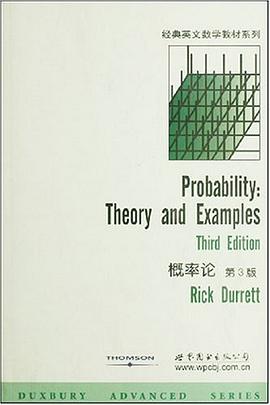 经典英文数学教材系列
Probability:
Theory and Examples
Third Edition
概率论 第3版
Rick Durrett
THOMSON
世界图书出版公司
www.wpcbj.com.cn
DUXBURY ADVANCED SERIES